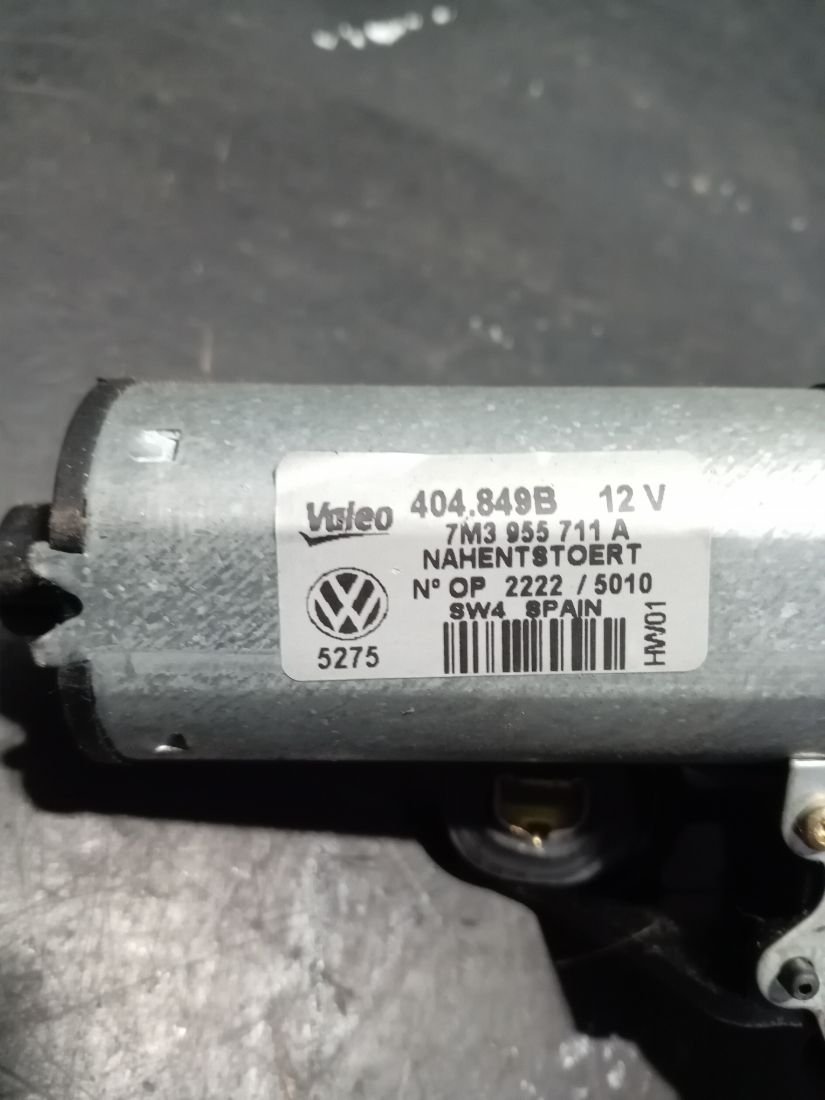 Valeo 404.849B 12 V
7M3 955 711 A
NAHENTSTOERT
N° OP 2222 / 5010
SW4 SPAIN
5275
HW01